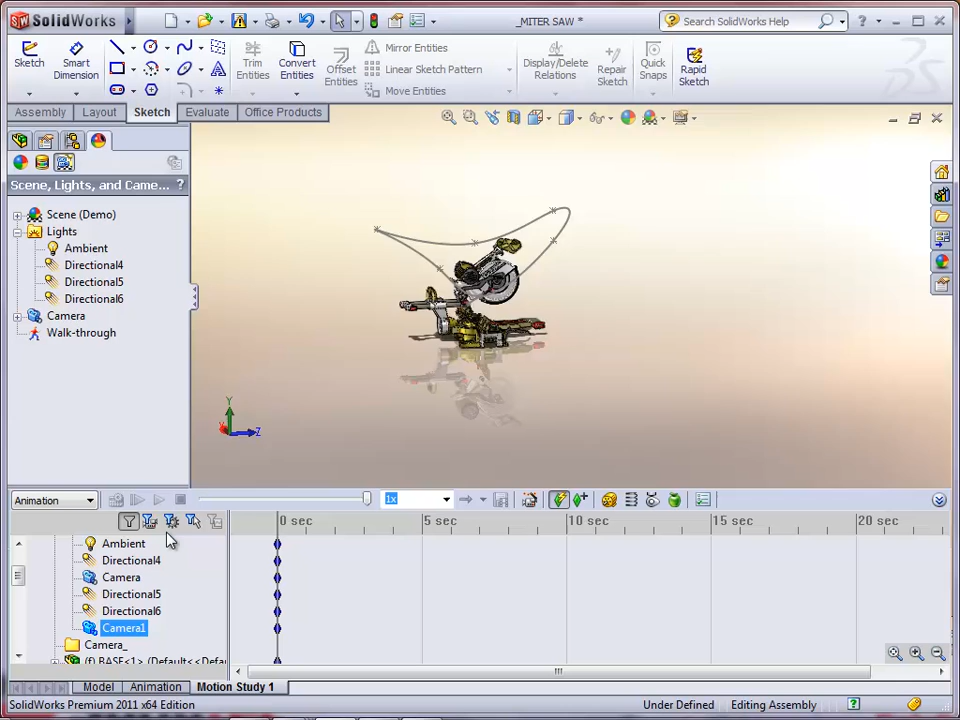 SolidWorks
_MITER SAW *
Search SolidWorks Help
Sketch
Smart Dimension
Trim Entities
Convert Entities
Offset Entities
Mirror Entities
Linear Sketch Pattern
Move Entities
Display/Delete Relations
Repair Sketch
Quick Snaps
Rapid Sketch
Assembly
Layout
Sketch
Evaluate
Office Products
Scene, Lights, and Came... ?
Scene (Demo)
Lights
Ambient
Directional4
Directional5
Directional6
Camera
Walk-through
Y
Z
Animation
1x
0 sec
5 sec
10 sec
15 sec
20 sec
Ambient
Directional4
Camera
Directional5
Directional6
Camera1
Camera_
(f) BASE<1> (Default<<Defau
Model
Animation
Motion Study 1
SolidWorks Premium 2011 x64 Edition
Under Defined
Editing Assembly